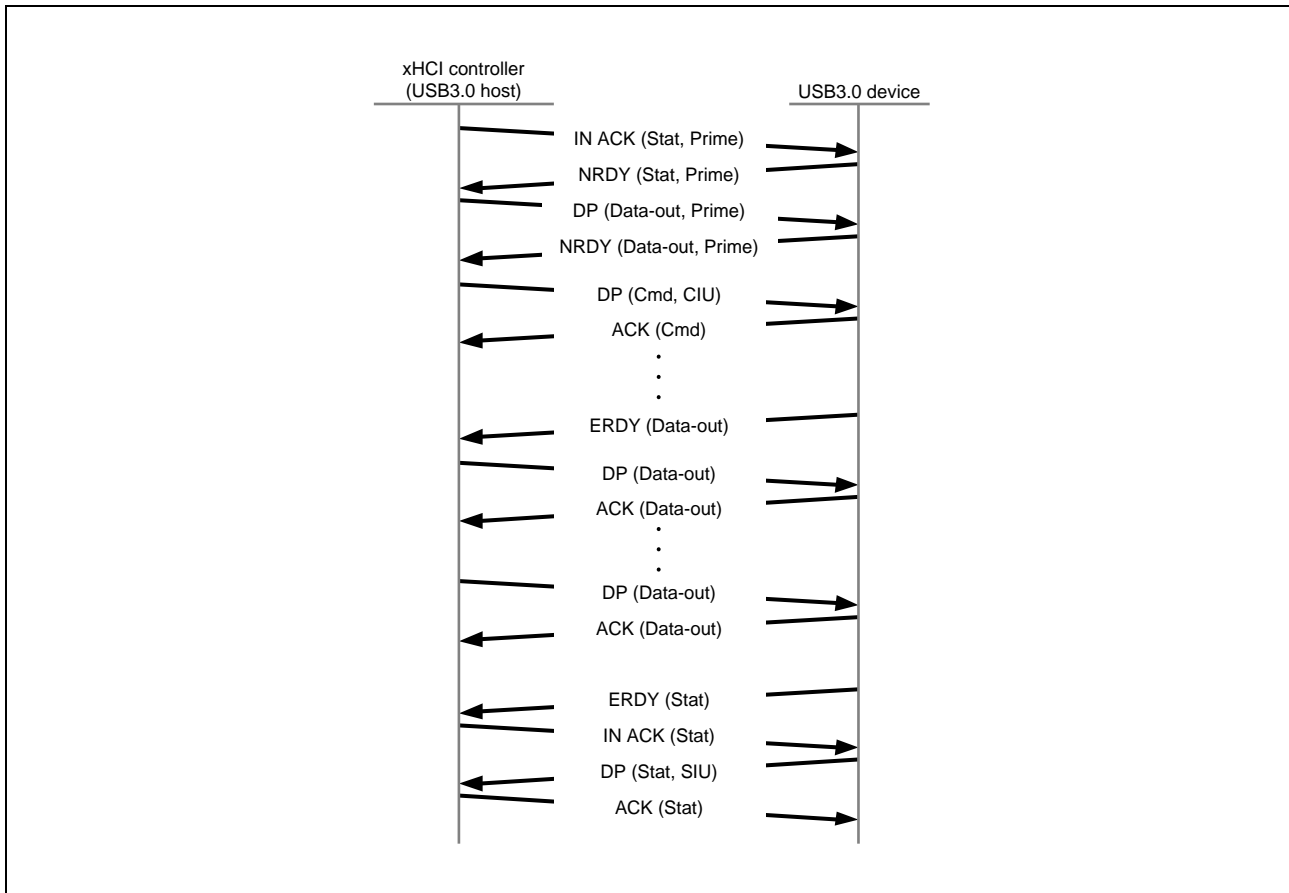 xHCI controller
(USB3.0 host)
USB3.0 device
IN ACK (Stat, Prime)
NRDY (Stat, Prime)
DP (Data-out, Prime)
NRDY (Data-out, Prime)
DP (Cmd, CIU)
ACK (Cmd)
ERDY (Data-out)
DP (Data-out)
ACK (Data-out)
DP (Data-out)
ACK (Data-out)
ERDY (Stat)
IN ACK (Stat)
DP (Stat, SIU)
ACK (Stat)